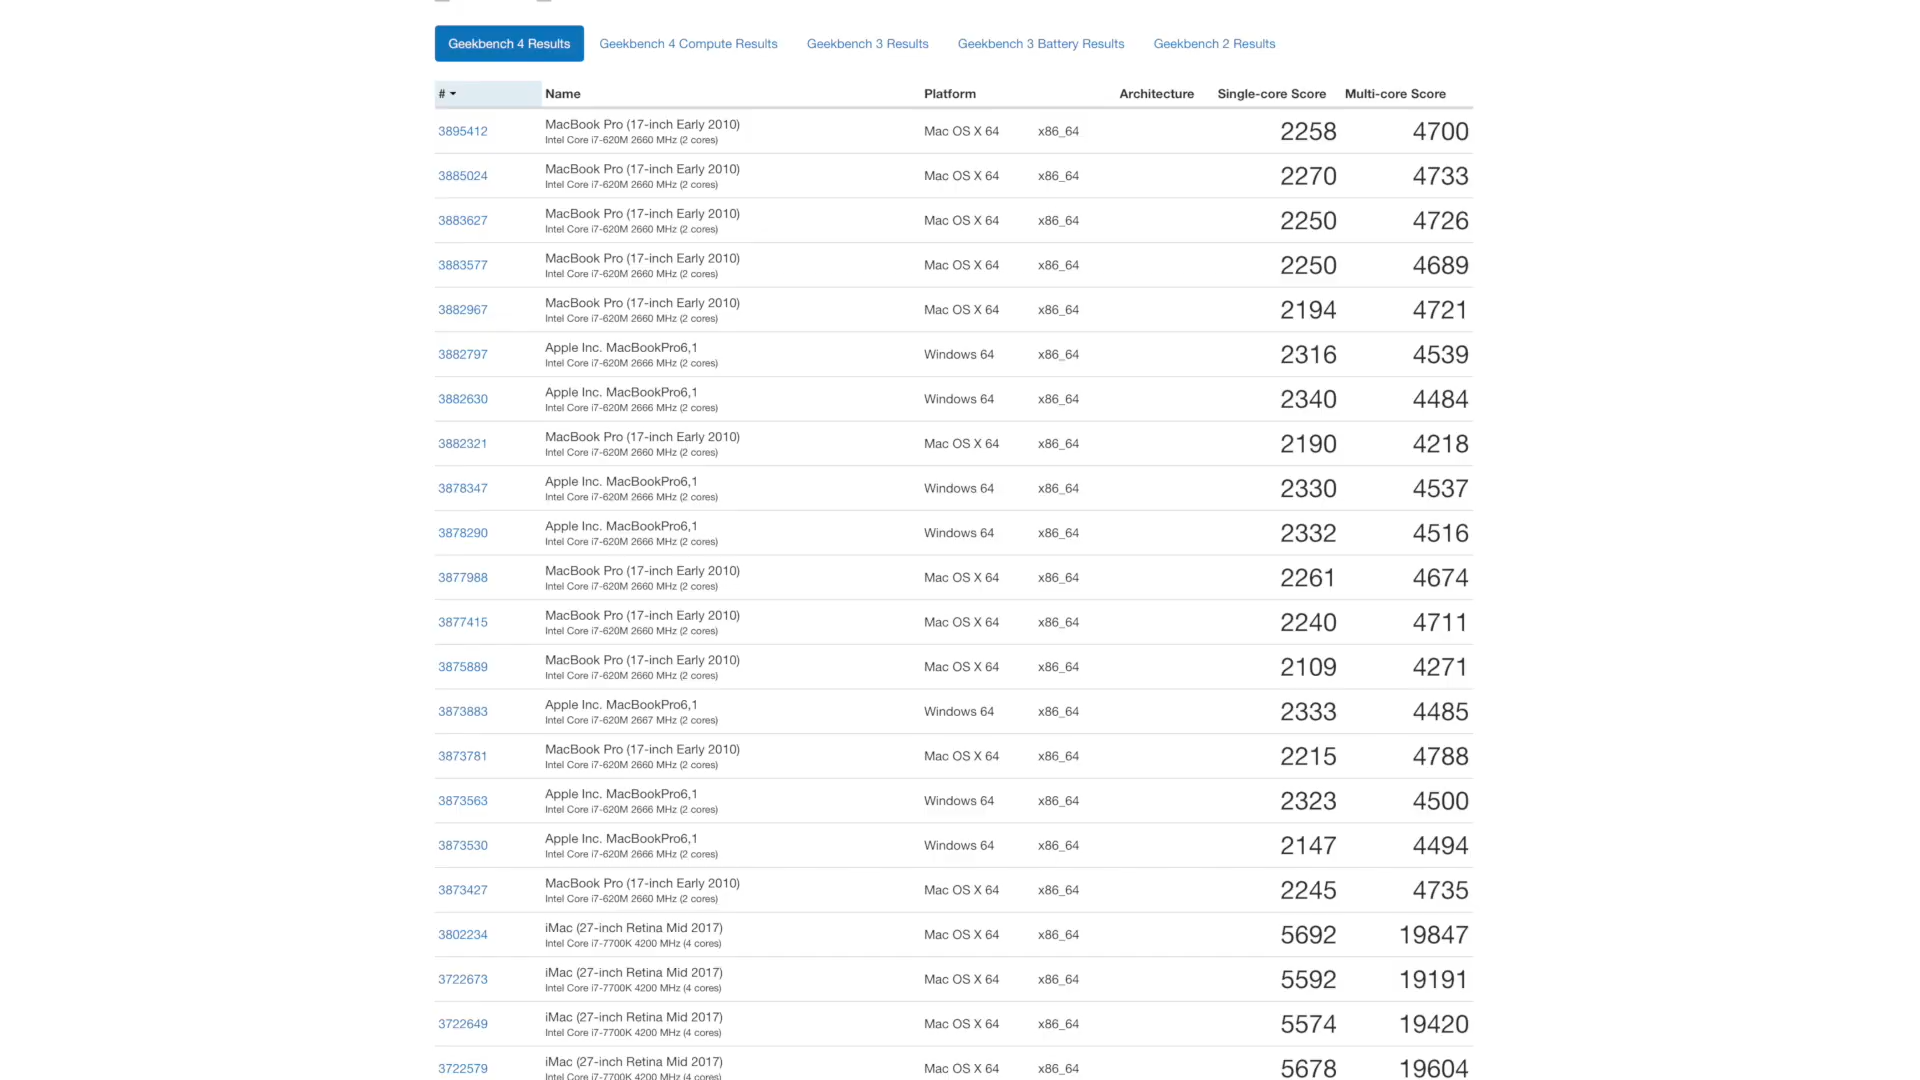 Geekbench 4 Results Geekbench 4 Compute Results Geekbench 3 Results Geekbench 3 Battery Results Geekbench 2 Results
# Name Platform Architecture Single-core Score Multi-core Score
3895412 MacBook Pro (17-inch Early 2010) Mac OS X 64 x86_64 2258 4700
Intel Core i7-620M 2660 MHz (2 cores)
3885024 MacBook Pro (17-inch Early 2010) Mac OS X 64 x86_64 2270 4733
Intel Core i7-620M 2660 MHz (2 cores)
3883627 MacBook Pro (17-inch Early 2010) Mac OS X 64 x86_64 2250 4726
Intel Core i7-620M 2660 MHz (2 cores)
3883577 MacBook Pro (17-inch Early 2010) Mac OS X 64 x86_64 2250 4689
Intel Core i7-620M 2660 MHz (2 cores)
3882967 MacBook Pro (17-inch Early 2010) Mac OS X 64 x86_64 2194 4721
Intel Core i7-620M 2660 MHz (2 cores)
3882797 Apple Inc. MacBookPro6,1 Windows 64 x86_64 2316 4539
Intel Core i7-620M 2666 MHz (2 cores)
3882630 Apple Inc. MacBookPro6,1 Windows 64 x86_64 2340 4484
Intel Core i7-620M 2666 MHz (2 cores)
3882321 MacBook Pro (17-inch Early 2010) Mac OS X 64 x86_64 2190 4218
Intel Core i7-620M 2660 MHz (2 cores)
3878347 Apple Inc. MacBookPro6,1 Windows 64 x86_64 2330 4537
Intel Core i7-620M 2666 MHz (2 cores)
3878290 Apple Inc. MacBookPro6,1 Windows 64 x86_64 2332 4516
Intel Core i7-620M 2666 MHz (2 cores)
3877988 MacBook Pro (17-inch Early 2010) Mac OS X 64 x86_64 2261 4674
Intel Core i7-620M 2660 MHz (2 cores)
3877415 MacBook Pro (17-inch Early 2010) Mac OS X 64 x86_64 2240 4711
Intel Core i7-620M 2660 MHz (2 cores)
3875889 MacBook Pro (17-inch Early 2010) Mac OS X 64 x86_64 2109 4271
Intel Core i7-620M 2660 MHz (2 cores)
3873883 Apple Inc. MacBookPro6,1 Windows 64 x86_64 2333 4485
Intel Core i7-620M 2667 MHz (2 cores)
3873781 MacBook Pro (17-inch Early 2010) Mac OS X 64 x86_64 2215 4788
Intel Core i7-620M 2660 MHz (2 cores)
3873563 Apple Inc. MacBookPro6,1 Windows 64 x86_64 2323 4500
Intel Core i7-620M 2666 MHz (2 cores)
3873530 Apple Inc. MacBookPro6,1 Windows 64 x86_64 2147 4494
Intel Core i7-620M 2666 MHz (2 cores)
3873427 MacBook Pro (17-inch Early 2010) Mac OS X 64 x86_64 2245 4735
Intel Core i7-620M 2660 MHz (2 cores)
3802234 iMac (27-inch Retina Mid 2017) Mac OS X 64 x86_64 5692 19847
Intel Core i7-7700K 4200 MHz (4 cores)
3722673 iMac (27-inch Retina Mid 2017) Mac OS X 64 x86_64 5592 19191
Intel Core i7-7700K 4200 MHz (4 cores)
3722649 iMac (27-inch Retina Mid 2017) Mac OS X 64 x86_64 5574 19420
Intel Core i7-7700K 4200 MHz (4 cores)
3722579 iMac (27-inch Retina Mid 2017) Mac OS X 64 x86_64 5678 19604
Intel Core i7-7700K 4200 MHz (4 cores)